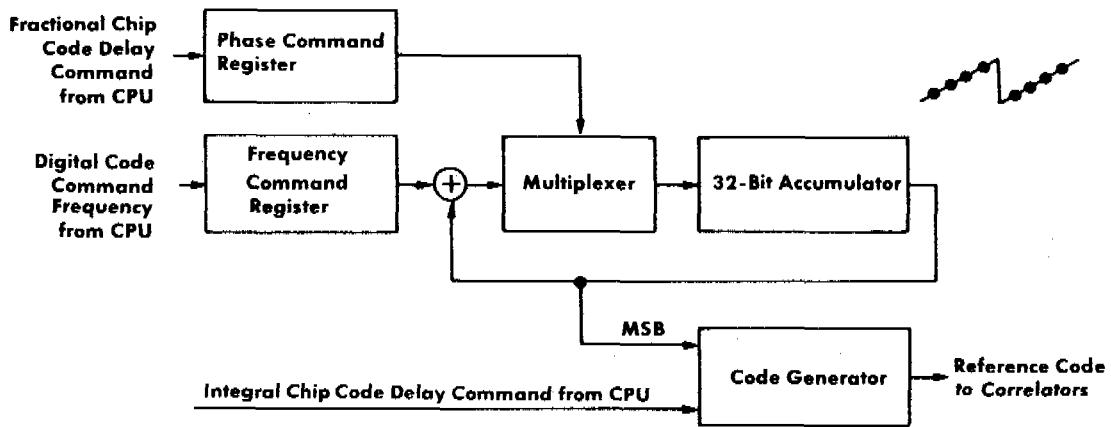 Fractional Chip
Code Delay
Command
from CPU
Phase Command
Register
Digital Code
Command
Frequency
from CPU
Frequency
Command
Register
Multiplexer
32-Bit Accumulator
MSB
Integral Chip Code Delay Command from CPU
Code Generator
Reference Code
to Correlators